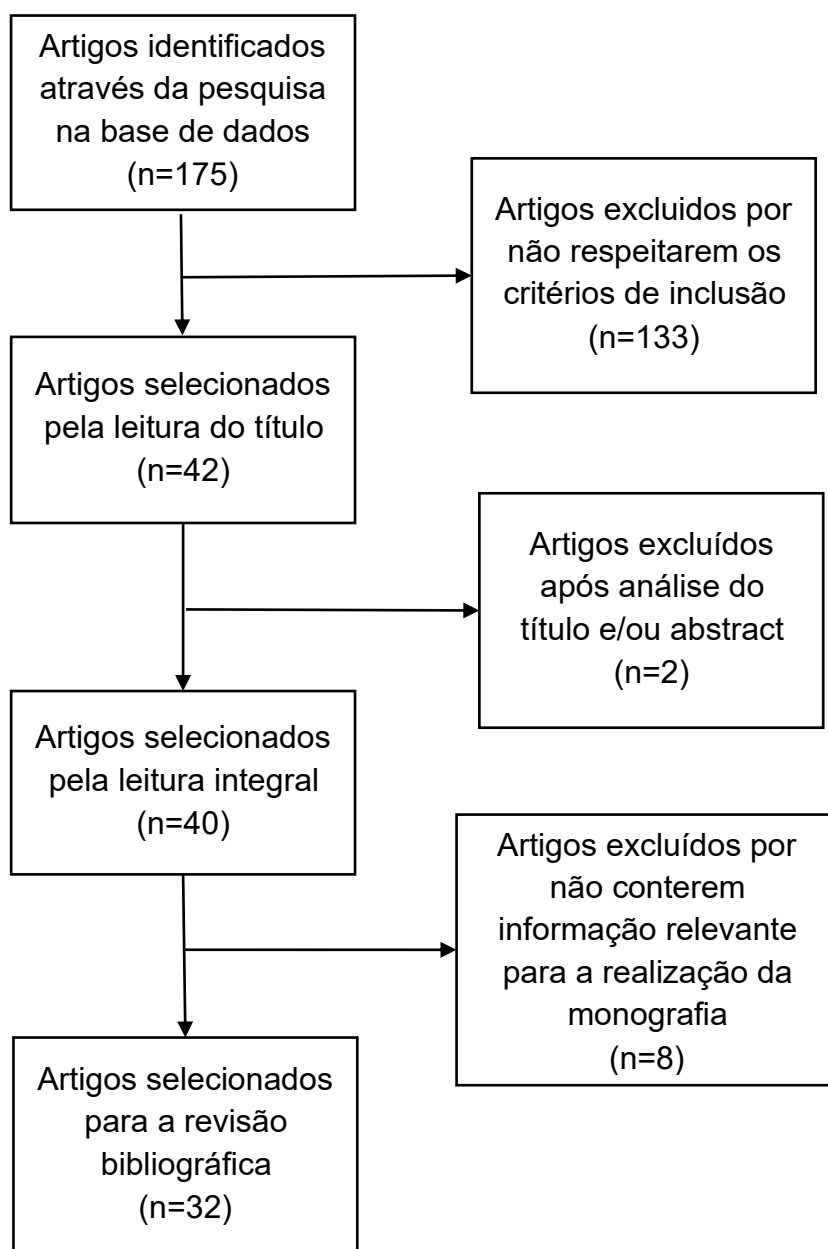 Artigos identificados
através da pesquisa
na base de dados
(n=175)
Artigos excluidos por
não respeitarem os
critérios de inclusão
(n=133)
Artigos selecionados
pela leitura do título
(n=42)
Artigos excluídos
após análise do
título e/ou abstract
(n=2)
Artigos selecionados
pela leitura integral
(n=40)
Artigos excluídos por
não conterem
informação relevante
para a realização da
monografia
(n=8)
Artigos selecionados
para a revisão
bibliográfica
(n=32)